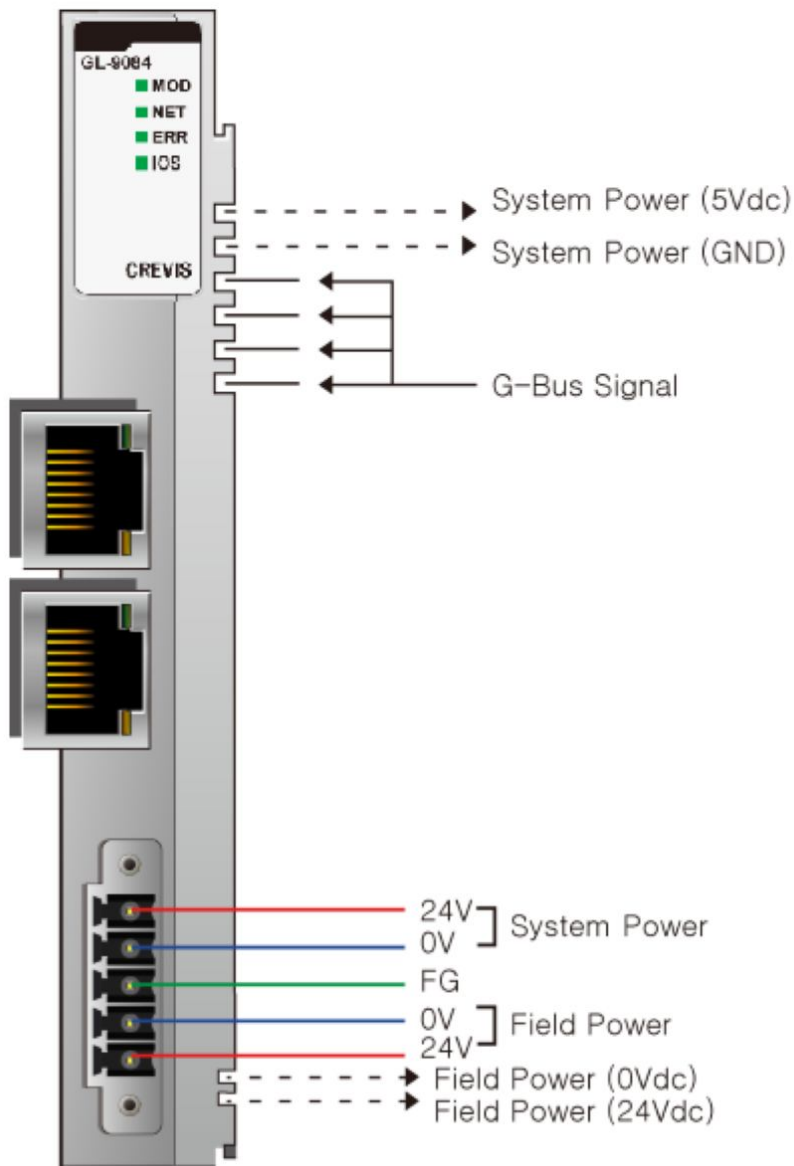 GL-9084
MOD
NET
ERR
IOS
CREVIS
System Power (5Vdc)
System Power (GND)
G-Bus Signal
24V
0V
System Power
FG
0V
24V
Field Power
Field Power (0Vdc)
Field Power (24Vdc)